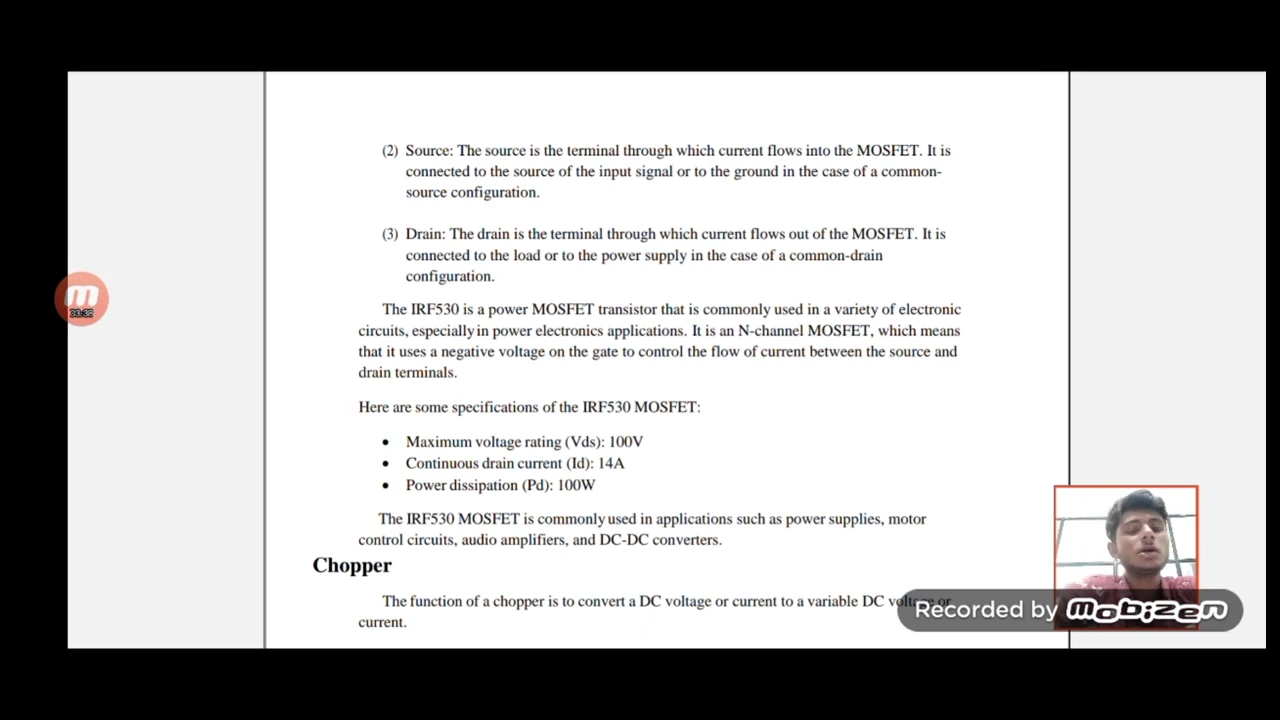 (2) Source: The source is the terminal through which current flows into the MOSFET. It is
connected to the source of the input signal or to the ground in the case of a common-
source configuration.
(3) Drain: The drain is the terminal through which current flows out of the MOSFET. It is
connected to the load or to the power supply in the case of a common-drain
configuration.
The IRF530 is a power MOSFET transistor that is commonly used in a variety of electronic
circuits, especially in power electronics applications. It is an N-channel MOSFET, which means
that it uses a negative voltage on the gate to control the flow of current between the source and
drain terminals.
Here are some specifications of the IRF530 MOSFET:
• Maximum voltage rating (Vds): 100V
• Continuous drain current (Id): 14A
• Power dissipation (Pd): 100W
The IRF530 MOSFET is commonly used in applications such as power supplies, motor
control circuits, audio amplifiers, and DC-DC converters.
Chopper
The function of a chopper is to convert a DC voltage or current to a variable DC voltage or
current.
Recorded by mobizen